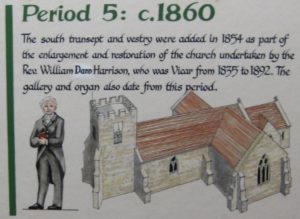 Period 5: c.1860
The south transept and vestry were added in 1854 as part of
the enlargement and restoration of the church undertaken by the
Rev. William Dann Harrison, who was Vicar from 1835 to 1892. The
gallery and organ also date from this period.